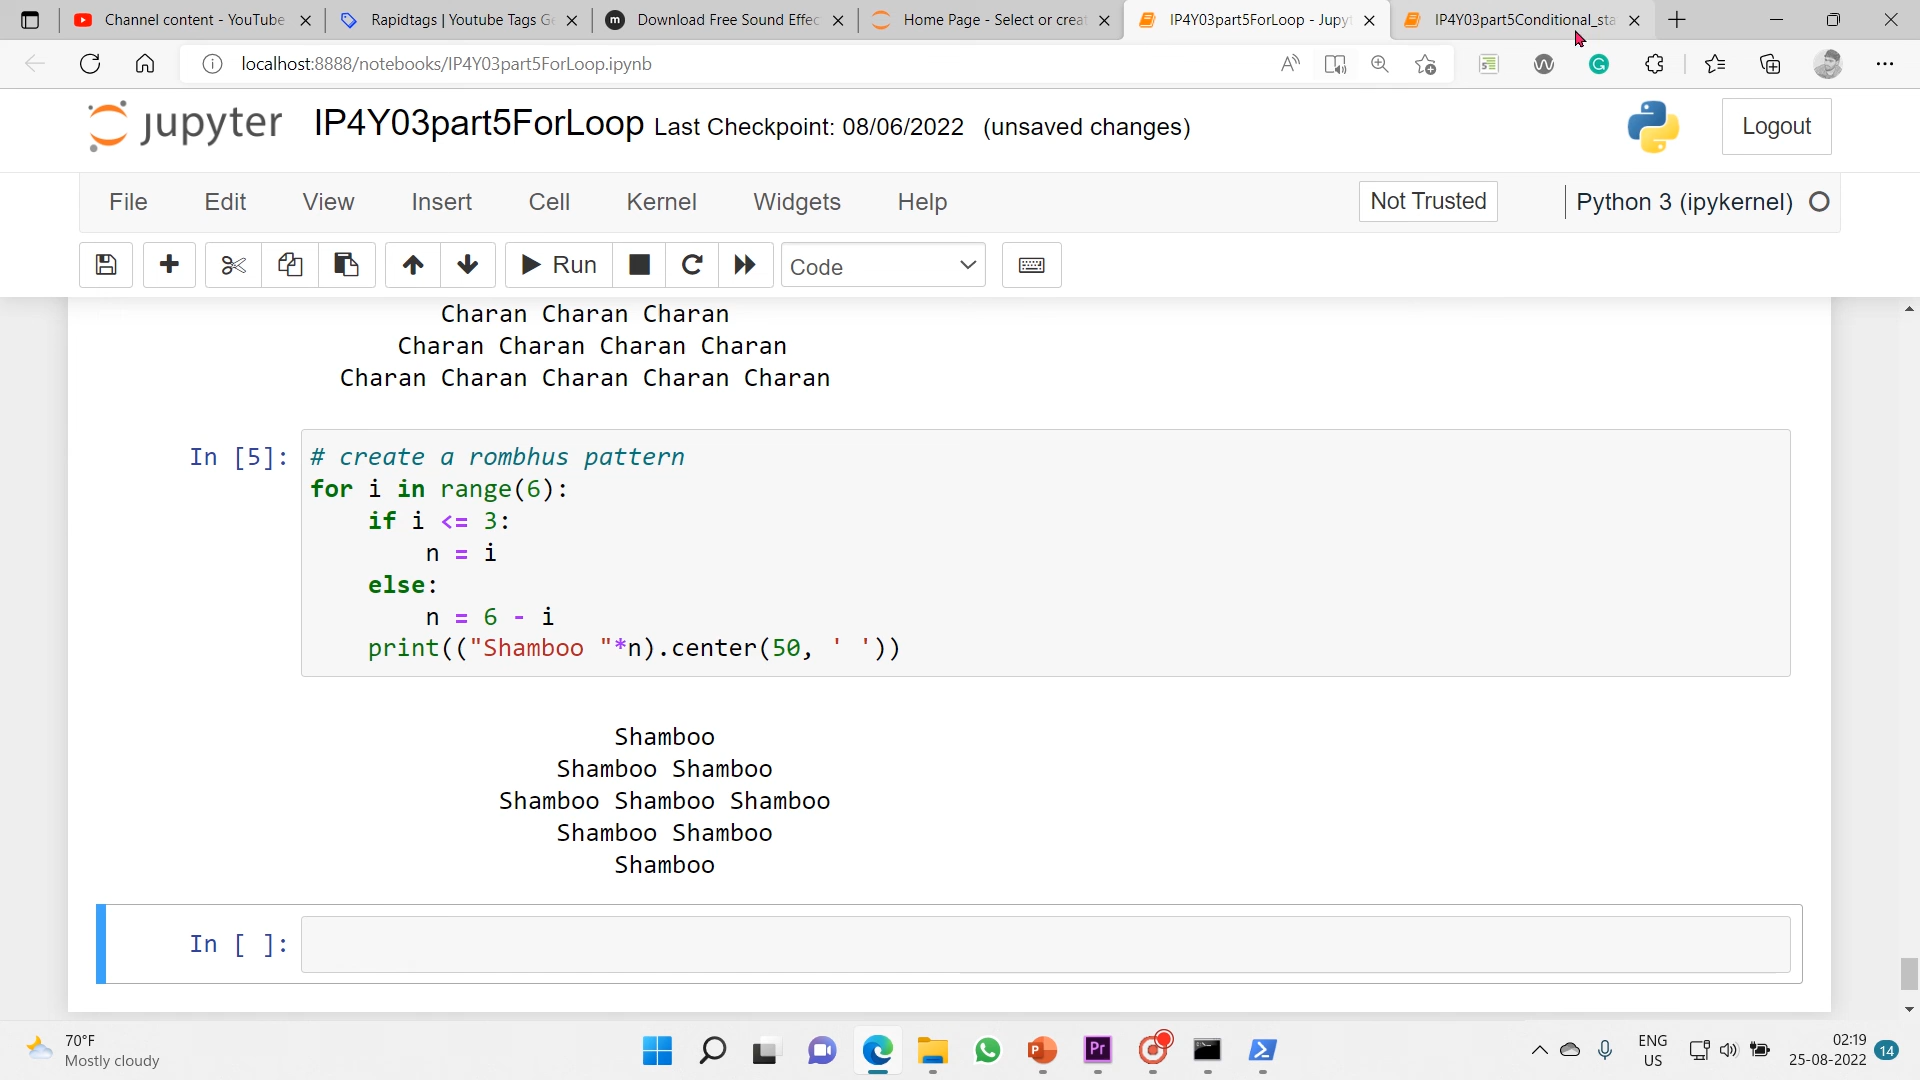 Channel content - YouTube
Rapidtags | Youtube Tags Ge
Download Free Sound Effec
Home Page - Select or creat
IP4Y03part5ForLoop - Jupyt
IP4Y03part5Conditional_sta
localhost:8888/notebooks/IP4Y03part5ForLoop.ipynb
jupyter IP4Y03part5ForLoop Last Checkpoint: 08/06/2022 (unsaved changes)
Logout
File Edit View Insert Cell Kernel Widgets Help
Not Trusted
Python 3 (ipykernel)
Run
Code
Charan Charan Charan
Charan Charan Charan Charan
Charan Charan Charan Charan Charan
In [5]:
# create a rombhus pattern
for i in range(6):
    if i <= 3:
        n = i
    else:
        n = 6 - i
    print(("Shamboo "*n).center(50, ' '))
Shamboo
Shamboo Shamboo
Shamboo Shamboo Shamboo
Shamboo Shamboo
Shamboo
In [ ]:
70°F
Mostly cloudy
Pr
ENG
US
02:19
25-08-2022
14